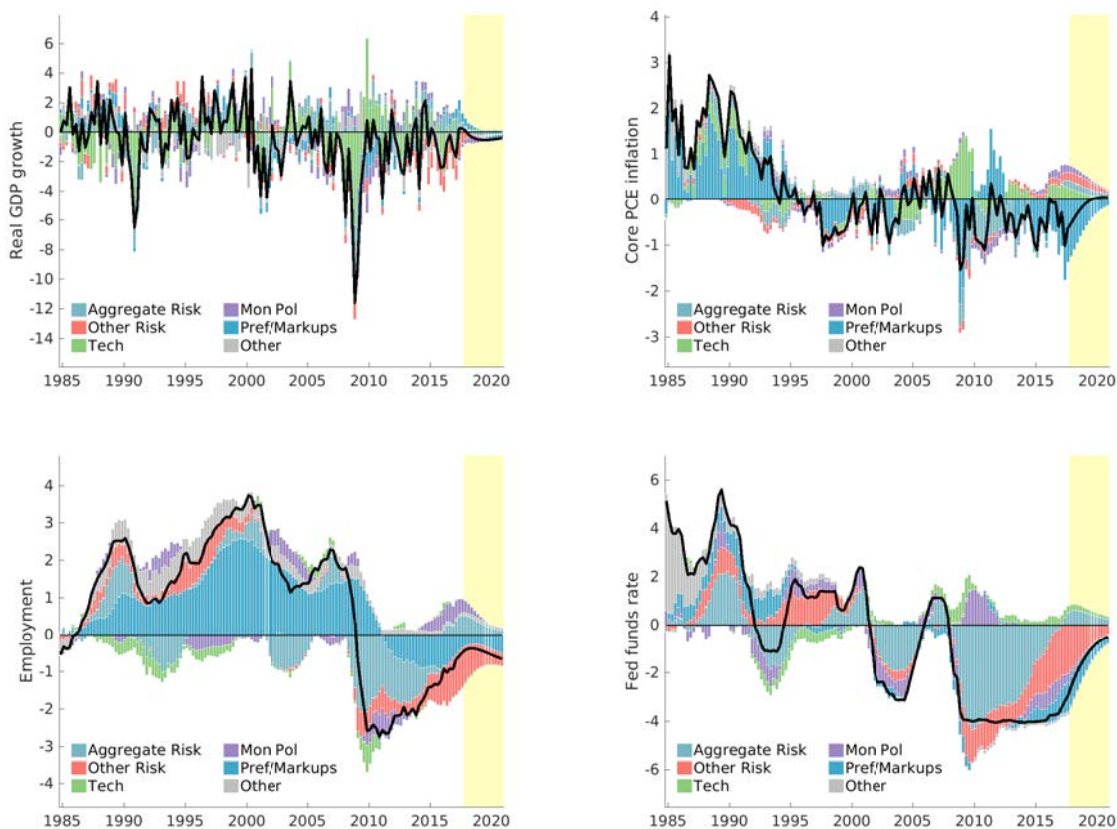 Real GDP growth
6
4
2
0
-2
-4
-6
-8
-10
-12
-14
Aggregate Risk
Other Risk
Tech
Mon Pol
Pref/Markups
Other
1985 1990 1995 2000 2005 2010 2015 2020
Core PCE inflation
4
3
2
1
0
-1
-2
-3
Aggregate Risk
Other Risk
Tech
Mon Pol
Pref/Markups
Other
1985 1990 1995 2000 2005 2010 2015 2020
Employment
4
3
2
1
0
-1
-2
-3
-4
Aggregate Risk
Other Risk
Tech
Mon Pol
Pref/Markups
Other
1985 1990 1995 2000 2005 2010 2015 2020
Fed funds rate
6
4
2
0
-2
-4
-6
Aggregate Risk
Other Risk
Tech
Mon Pol
Pref/Markups
Other
1985 1990 1995 2000 2005 2010 2015 2020